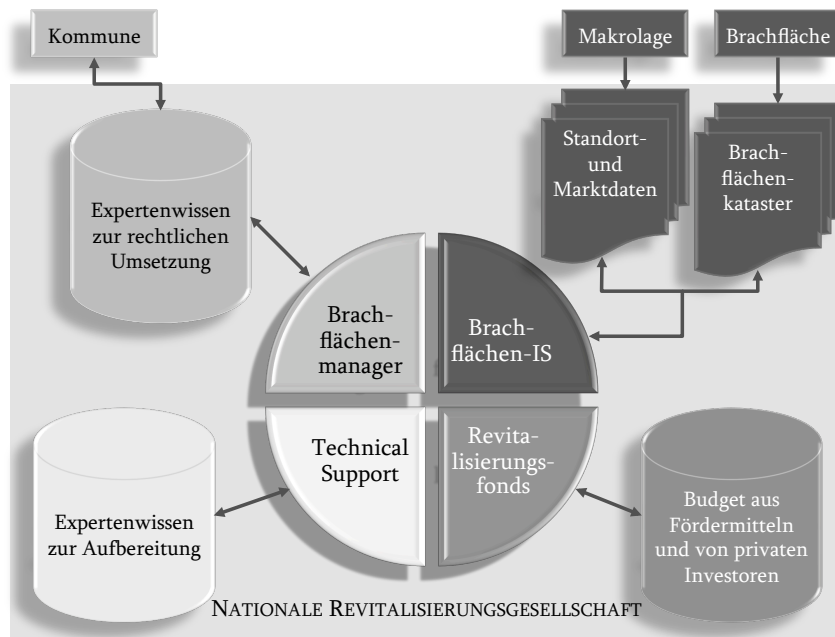 Kommune
Makrolage
Brachfläche
Standort-
und
Marktdaten
Brach-
flächen-
kataster
Expertenwissen
zur rechtlichen
Umsetzung
Brach-
flächen-
manager
Brach-
flächen-IS
Technical
Support
Revita-
lisierungs-
fonds
Expertenwissen
zur Aufbereitung
Budget aus
Fördermitteln
und von privaten
Investoren
NATIONALE REVITALISIERUNGSGESELLSCHAFT